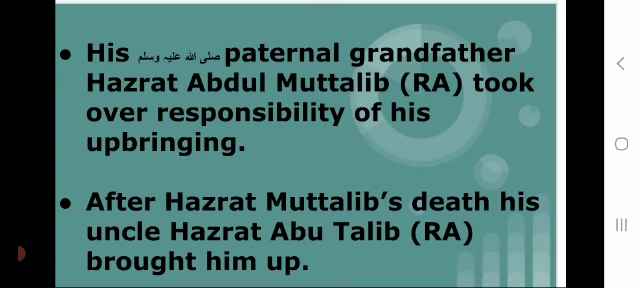 • His صلی اللہ علیہ وسلم paternal grandfather
Hazrat Abdul Muttalib (RA) took
over responsibility of his
upbringing.
• After Hazrat Muttalib’s death his
uncle Hazrat Abu Talib (RA)
brought him up.